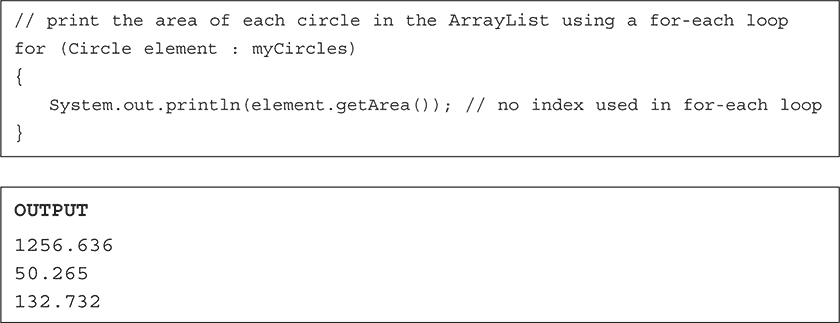 // print the area of each circle in the ArrayList using a for-each loop
for (Circle element : myCircles)
{
    System.out.println(element.getArea()); // no index used in for-each loop
}
OUTPUT
1256.636
50.265
132.732